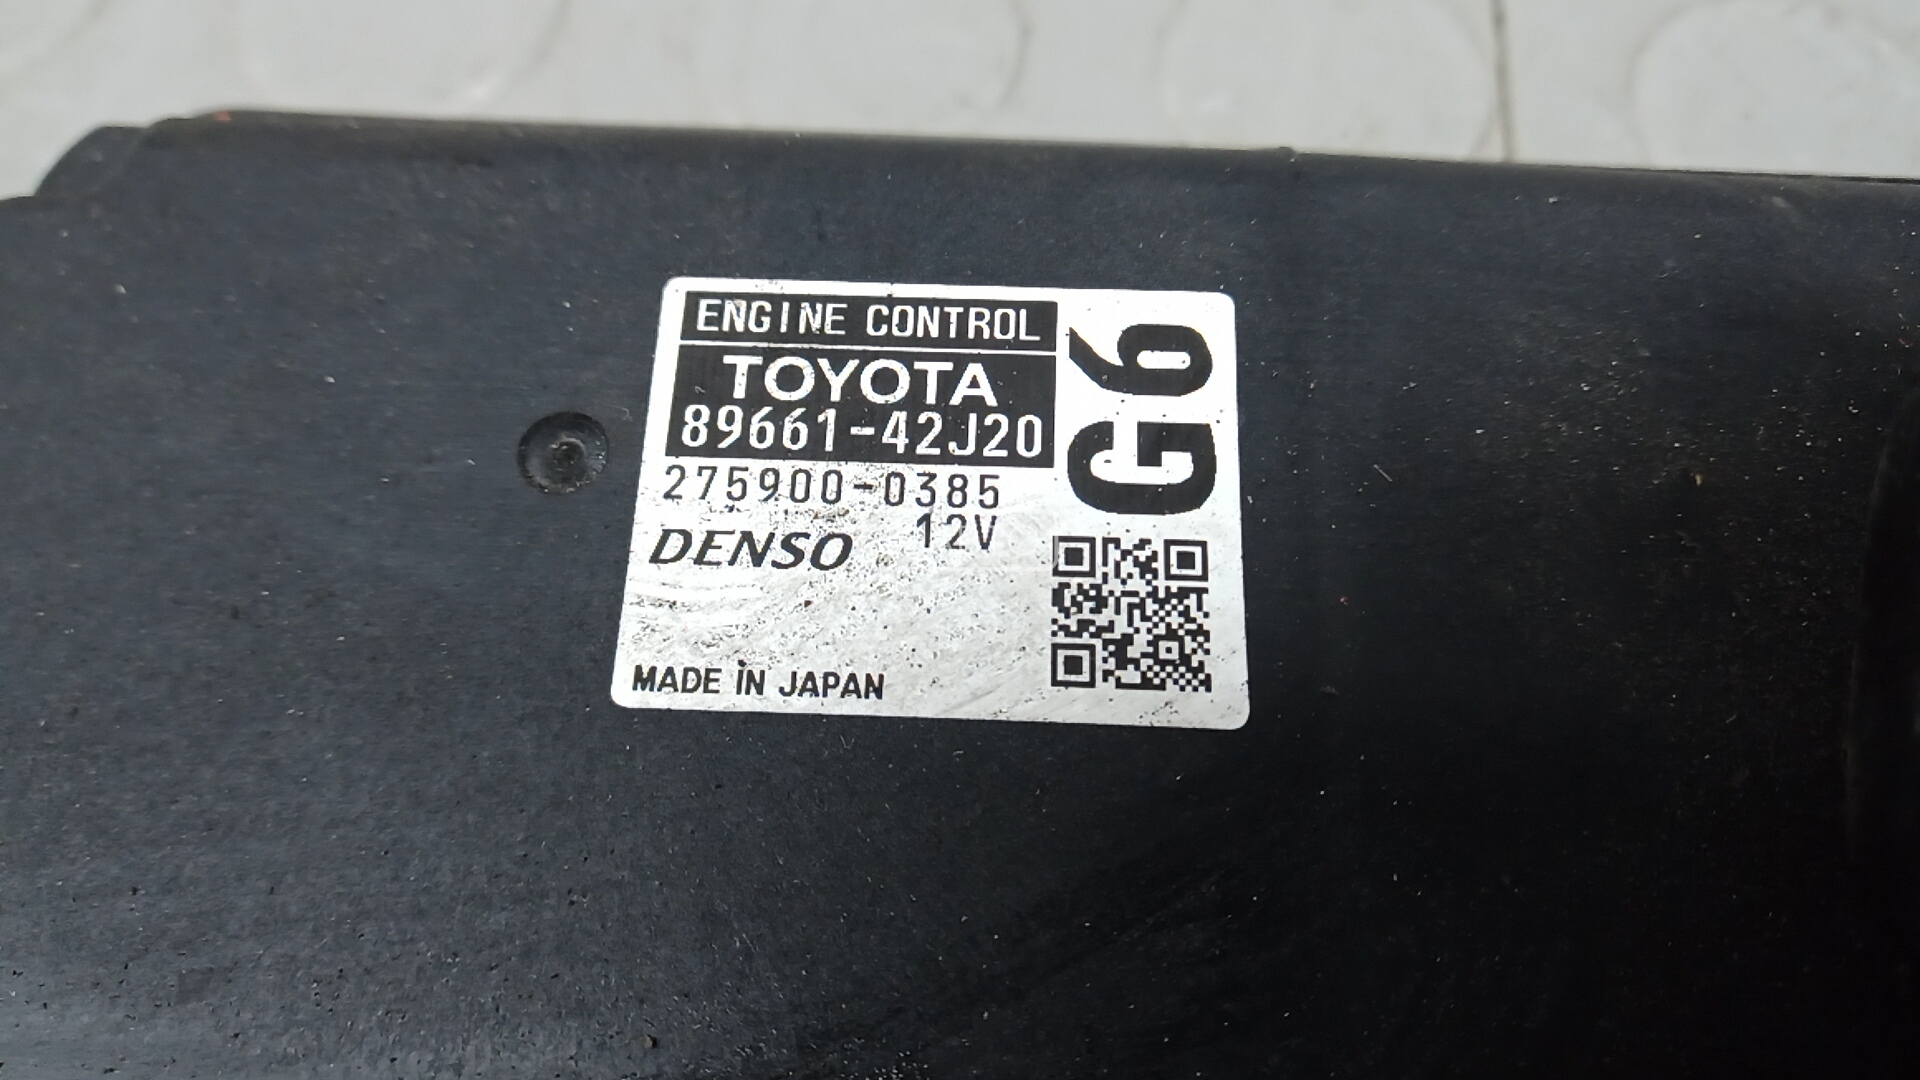 ENGINE CONTROL
TOYOTA
89661-42J20
275900-0385
12V
DENSO
MADE IN JAPAN
G6